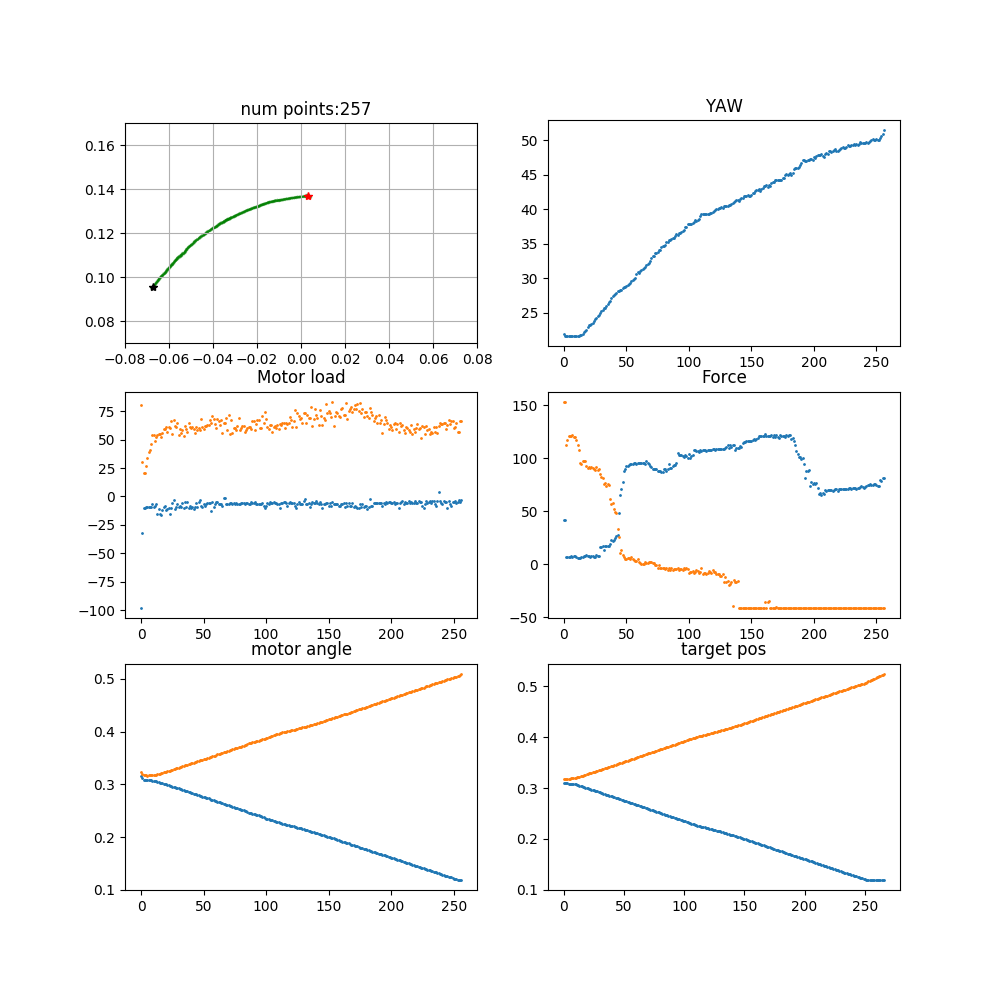 num points:257
YAW
0.16
0.14
0.12
0.10
0.08
−0.08 −0.06 −0.04 −0.02 0.00 0.02 0.04 0.06 0.08
50
45
40
35
30
25
0 50 100 150 200 250
Motor load
Force
75
50
25
0
−25
−50
−75
−100
0 50 100 150 200 250
150
100
50
0
−50
0 50 100 150 200 250
motor angle
target pos
0.5
0.4
0.3
0.2
0.1
0 50 100 150 200 250
0.5
0.4
0.3
0.2
0.1
0 50 100 150 200 250